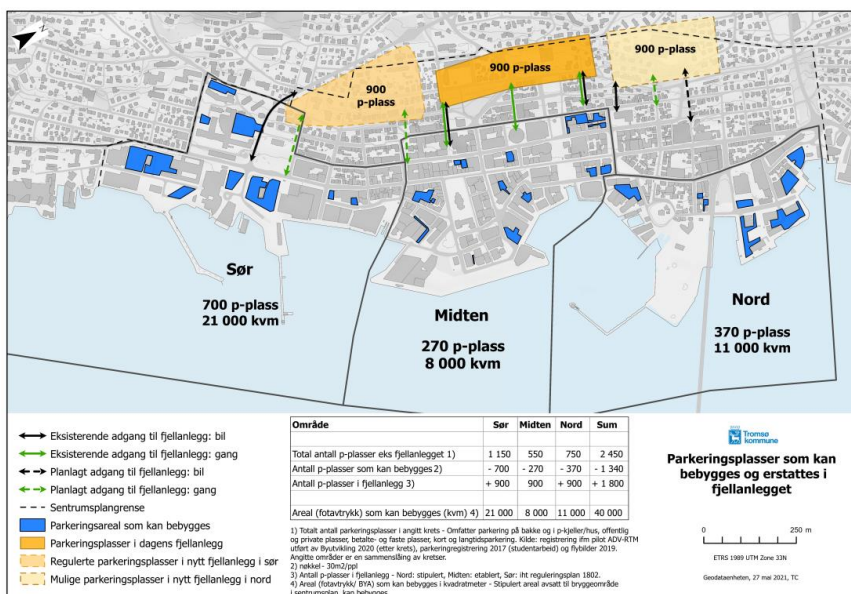 900
p-plass
900 p-plass
900 p-plass
Sør
700 p-plass
21 000 kvm
Midten
270 p-plass
8 000 kvm
Nord
370 p-plass
11 000 kvm
Eksisterende adgang til fjellanlegg: bil
Eksisterende adgang til fjellanlegg: gang
Planlagt adgang til fjellanlegg: bil
Planlagt adgang til fjellanlegg: gang
Sentrumsplangrense
Parkeringsareal som kan bebygges
Parkeringsplasser i dagens fjellanlegg
Regulerte parkeringsplasser i nytt fjellanlegg i sør
Mulige parkeringsplasser i nytt fjellanlegg i nord
Område Sør Midten Nord Sum
Total antall p-plasser eks fjellanlegget 1) 1 150 550 750 2 450
Antall p-plasser som kan bebygges 2) - 700 - 270 - 370 - 1 340
Antall p-plasser i fjellanlegg 3) + 900 900 + 900 + 1 800
Areal (fotavtrykk) som kan bebygges (kvm) 4) 21 000 8 000 11 000 40 000
1) Totalt antall parkeringsplasser i angitt krets - Omfatter parkering på bakke og i p-kjeller/hus, offentlig
og private plasser, betalte- og faste plasser, kort og langtidsparkering. Kilde: registrering ifm pilot ADV-RTM
utført av Byutvikling 2020 (etter krets), parkeringregistrering 2017 (studentarbeid) og flybilder 2019.
Angitte områder er en sammenslåing av kretser.
2) nøkkel - 30m2/ppl
3) Antall p-plasser i fjellanlegg - Nord: stipulert, Midten: etablert, Sør: iht reguleringsplan 1802.
4) Areal (fotavtrykk/ BYA) som kan bebygges i kvadratmeter - Stipulert areal avsatt til bryggeområde
i sentrumsplan, kan bebygges
Tromsø
kommune
Parkeringsplasser som kan
bebygges og erstattes i
fjellanlegget
0 250 m
ETRS 1989 UTM Zone 33N
Geodataenheten, 27 mai 2021, TC